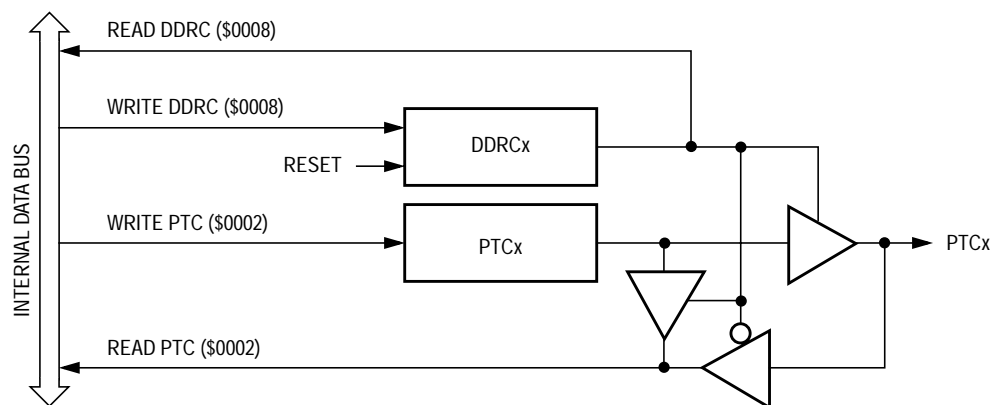 READ DDRC ($0008)
WRITE DDRC ($0008)
DDRCx
RESET
WRITE PTC ($0002)
PTCx
PTCx
READ PTC ($0002)
INTERNAL DATA BUS